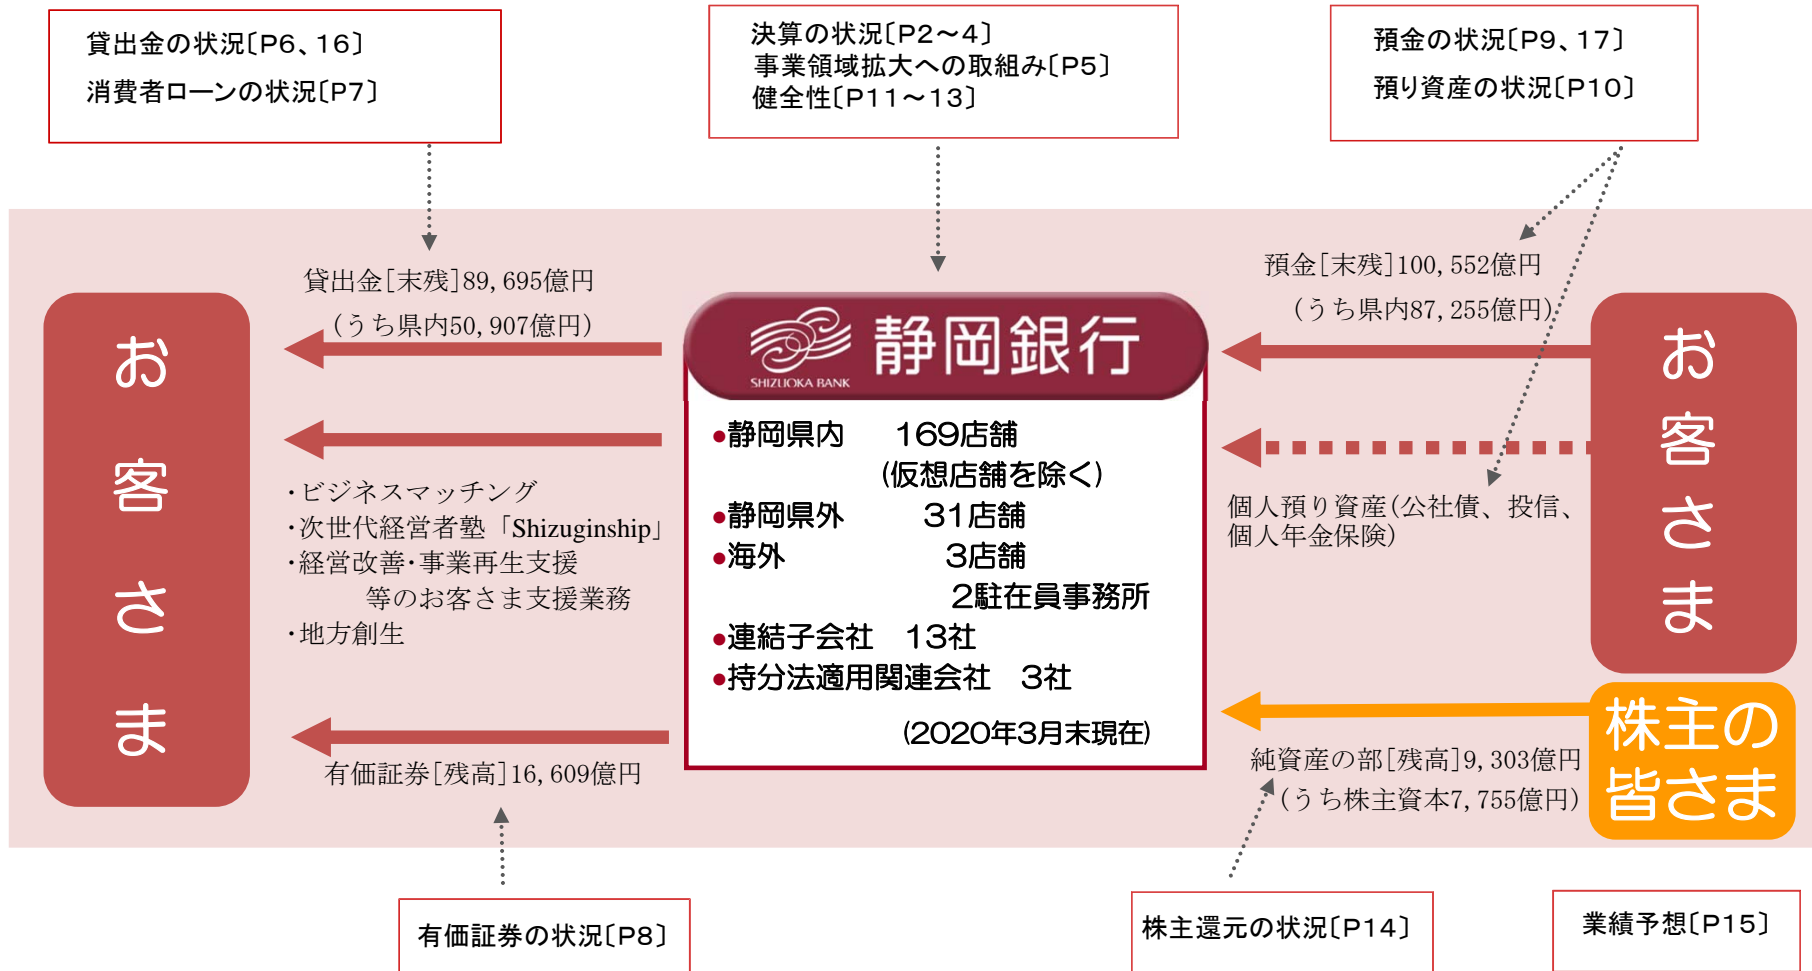 貸出金の状況〔P6、16〕
消費者ローンの状況〔P7〕
決算の状況〔P2～4〕
事業領域拡大への取組み〔P5〕
健全性〔P11～13〕
預金の状況〔P9、17〕
預り資産の状況〔P10〕
お客さま
貸出金[末残]89,695億円
（うち県内50,907億円）
・ビジネスマッチング
・次世代経営者塾「Shizuginship」
・経営改善・事業再生支援
等のお客さま支援業務
・地方創生
有価証券[残高]16,609億円
SHIZUOKA BANK
静岡銀行
●静岡県内 169店舗
(仮想店舗を除く)
●静岡県外 31店舗
●海外 3店舗
2駐在員事務所
●連結子会社 13社
●持分法適用関連会社 3社
(2020年3月末現在)
預金[末残]100,552億円
（うち県内87,255億円）
個人預り資産(公社債、投信、
個人年金保険)
純資産の部[残高]9,303億円
（うち株主資本7,755億円）
お客さま
株主の
皆さま
有価証券の状況〔P8〕
株主還元の状況〔P14〕
業績予想〔P15〕